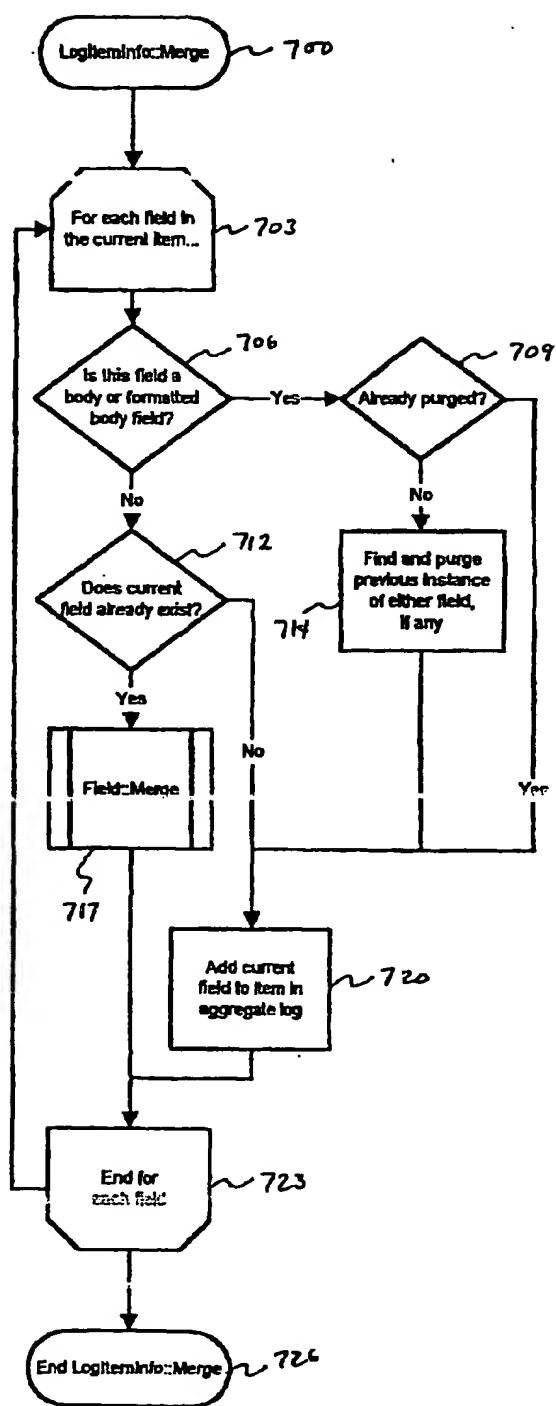 LogItemInfo::Merge
700
For each field in
the current item...
703
706
Is this field a
body or formatted
body field?
Yes
709
Already purged?
No
No
712
Does current
field already exist?
Find and purge
previous instance
of either field,
if any
714
Yes
No
Yes
Field::Merge
717
Add current
field to item in
aggregate log
720
End for
each field
723
End LogItemInfo::Merge
726